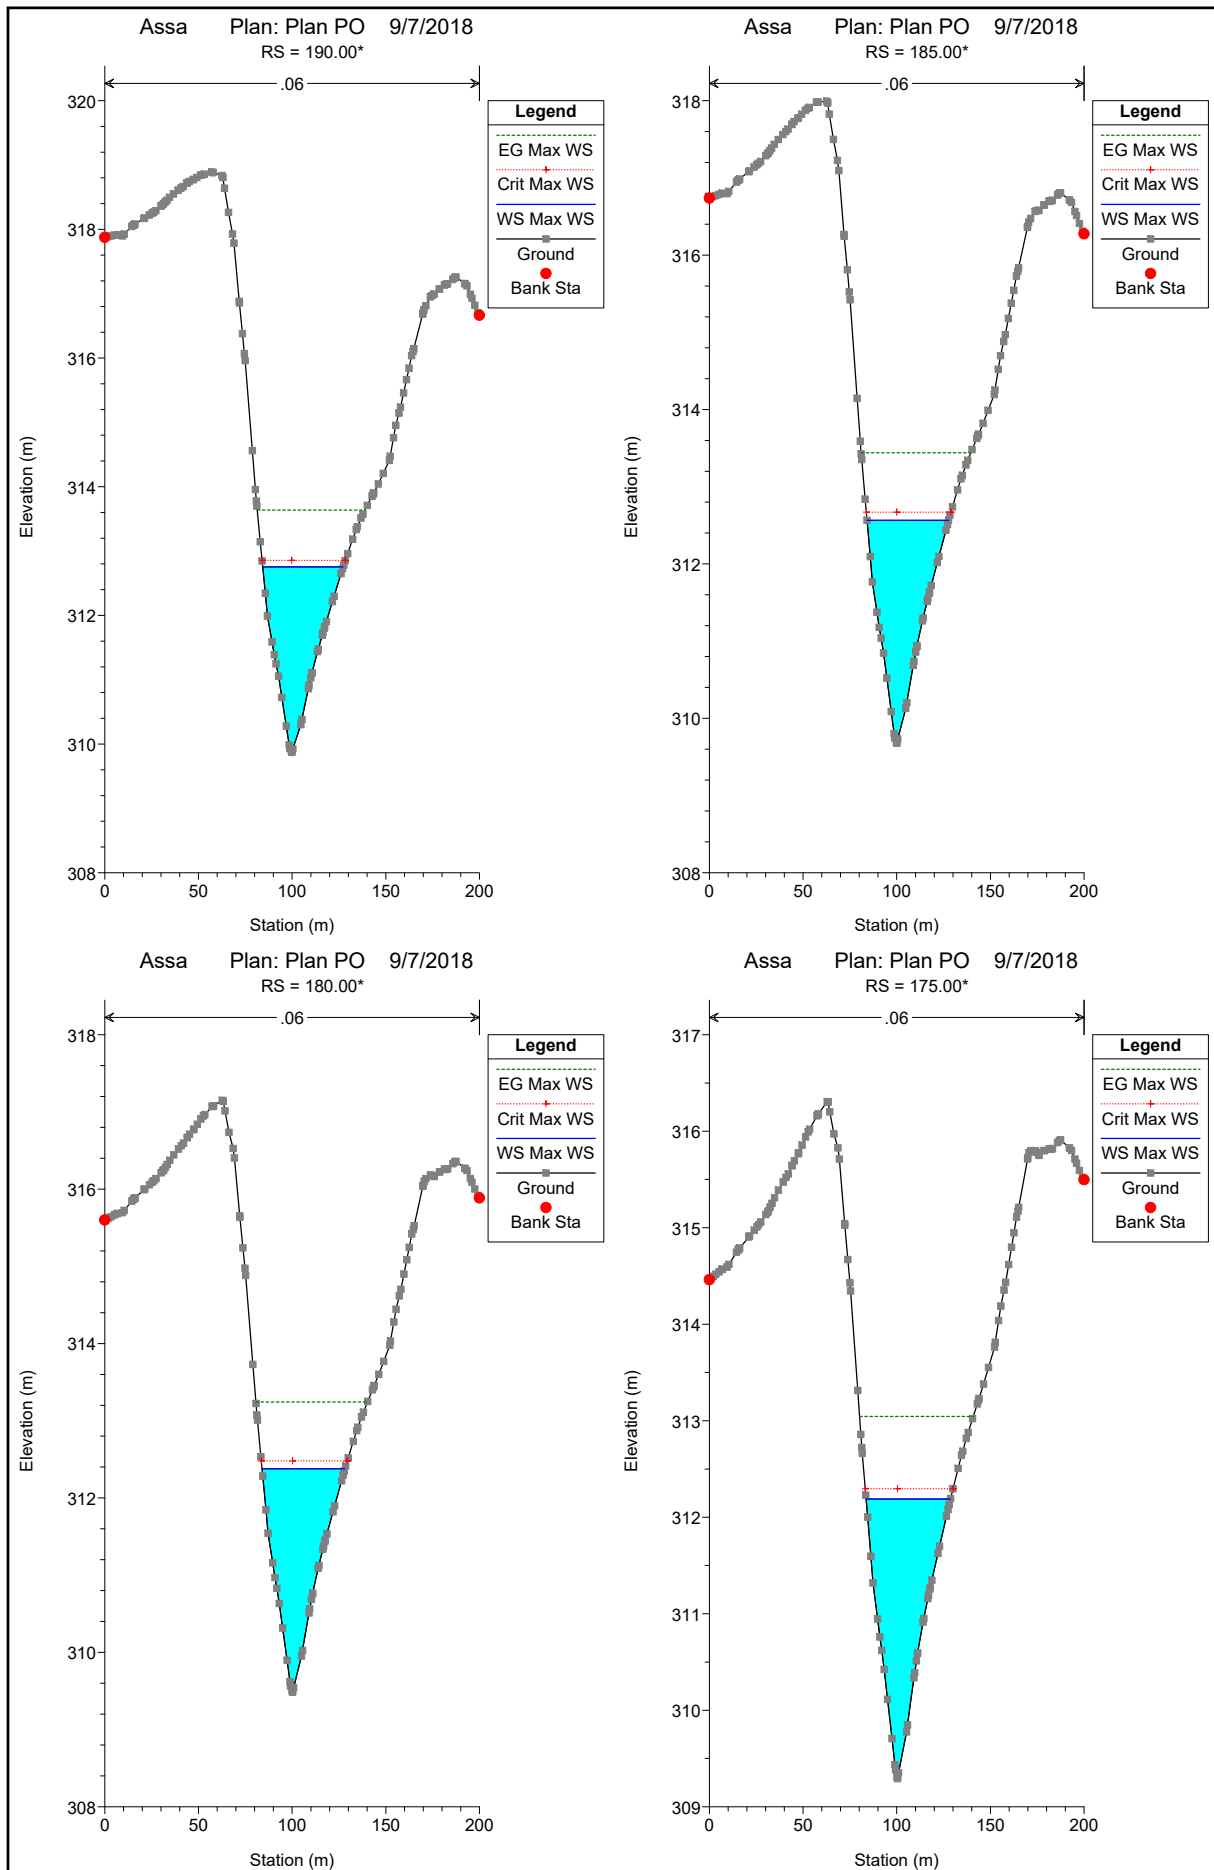 Assa Plan: Plan PO 9/7/2018
RS = 190.00*
.06
Legend
EG Max WS
Crit Max WS
WS Max WS
Ground
Bank Sta
320
318
316
314
312
310
308
Elevation (m)
0 50 100 150 200
Station (m)
Assa Plan: Plan PO 9/7/2018
RS = 185.00*
.06
Legend
EG Max WS
Crit Max WS
WS Max WS
Ground
Bank Sta
318
316
314
312
310
308
Elevation (m)
0 50 100 150 200
Station (m)
Assa Plan: Plan PO 9/7/2018
RS = 180.00*
.06
Legend
EG Max WS
Crit Max WS
WS Max WS
Ground
Bank Sta
318
316
314
312
310
308
Elevation (m)
0 50 100 150 200
Station (m)
Assa Plan: Plan PO 9/7/2018
RS = 175.00*
.06
Legend
EG Max WS
Crit Max WS
WS Max WS
Ground
Bank Sta
317
316
315
314
313
312
311
310
309
Elevation (m)
0 50 100 150 200
Station (m)